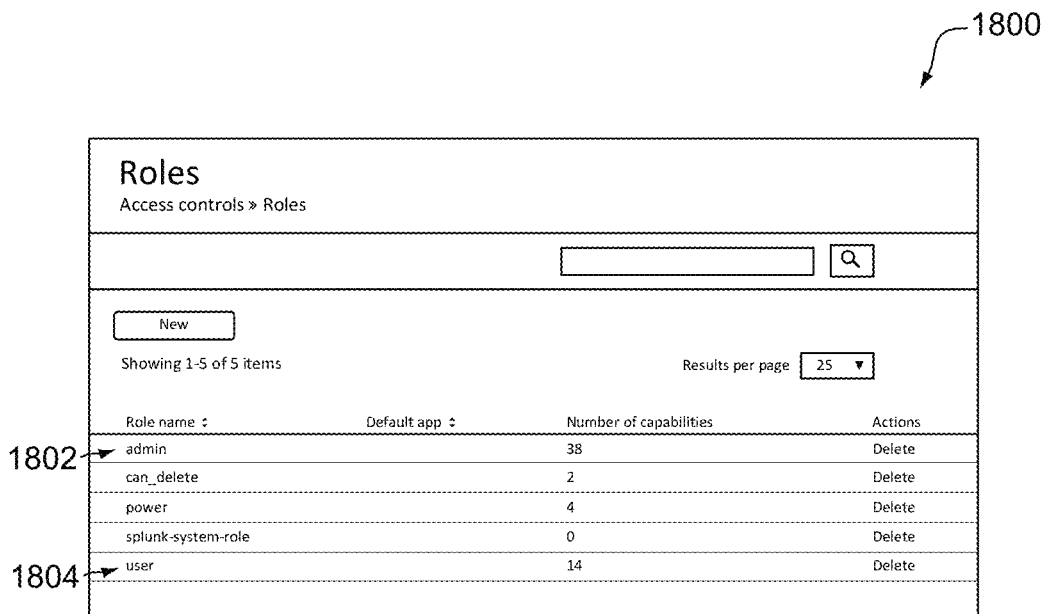 1800
Roles
Access controls » Roles
New
Showing 1-5 of 5 items
Results per page 25
Role name Default app Number of capabilities Actions
1802 admin 38 Delete
can_delete 2 Delete
power 4 Delete
splunk-system-role 0 Delete
1804 user 14 Delete